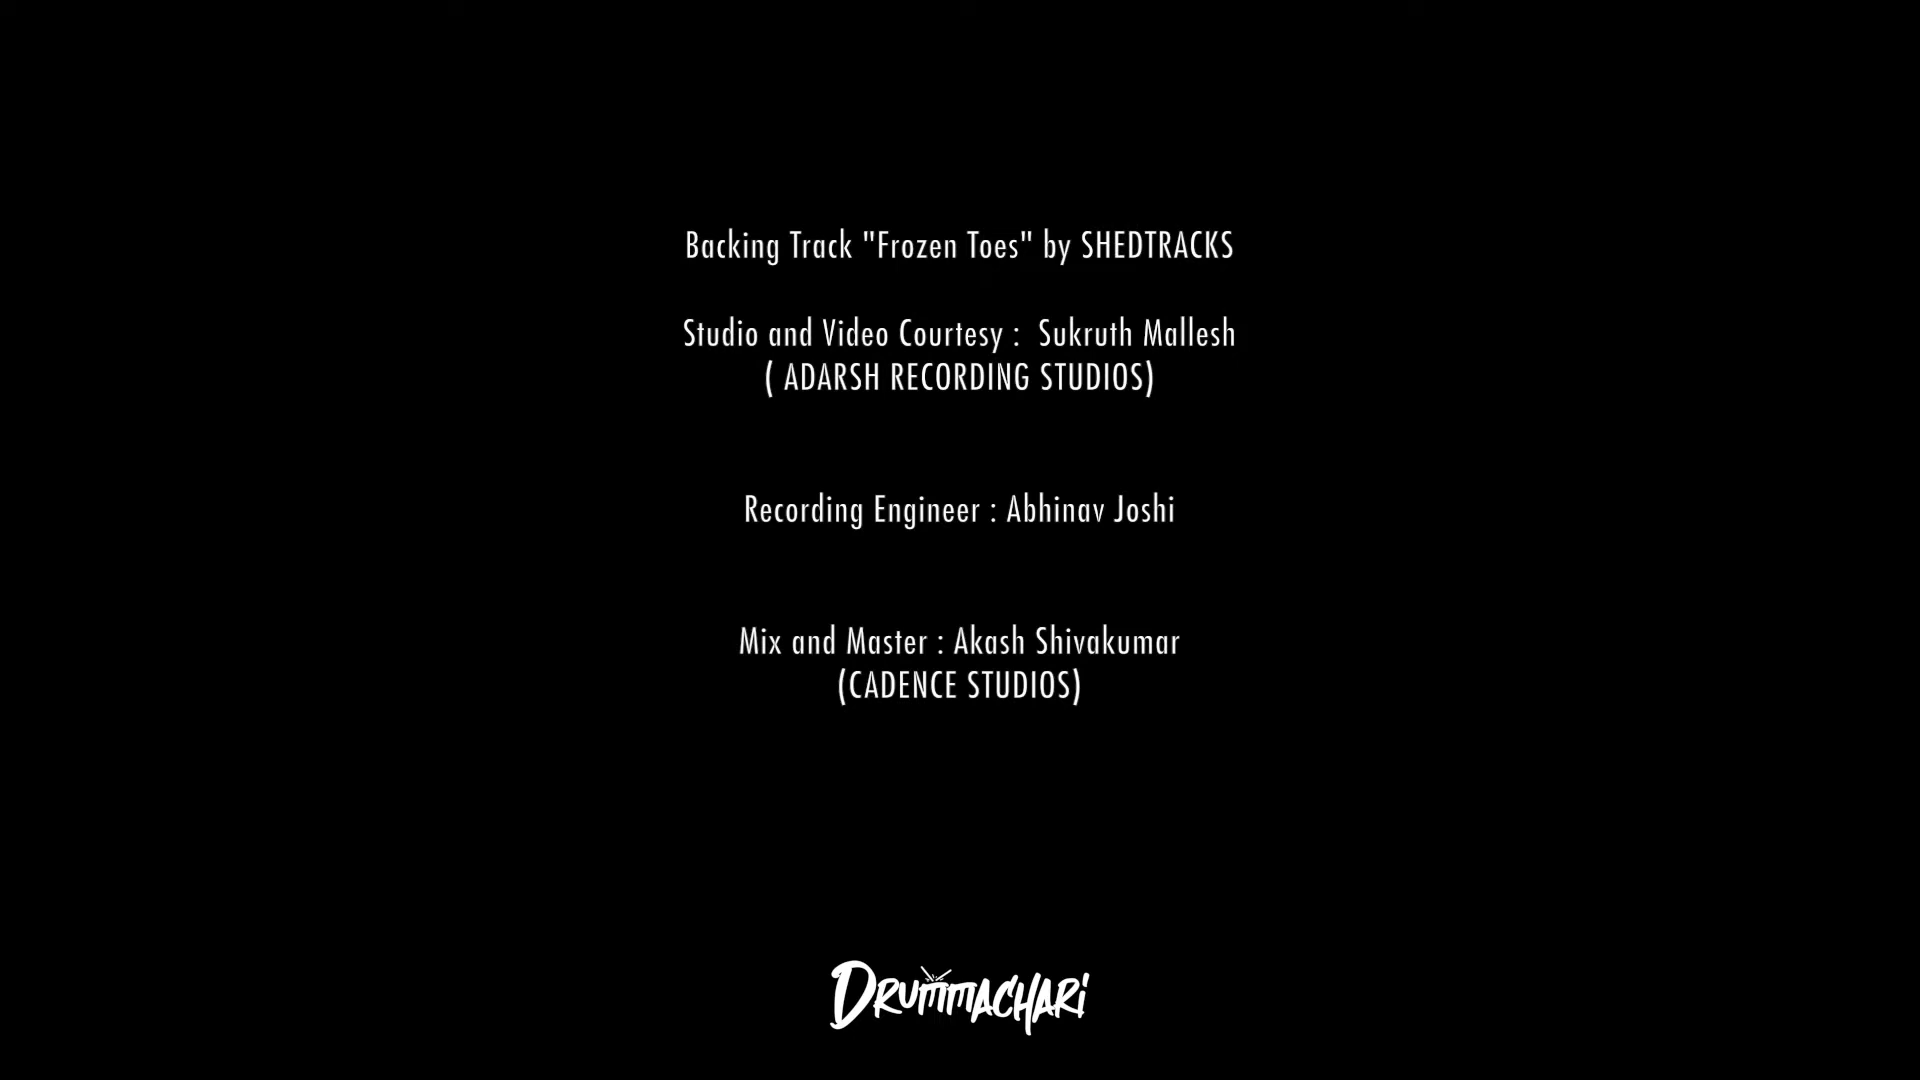 Backing Track "Frozen Toes" by SHEDTRACKS
Studio and Video Courtesy :  Sukruth Mallesh
( ADARSH RECORDING STUDIOS)
Recording Engineer : Abhinav Joshi
Mix and Master : Akash Shivakumar
(CADENCE STUDIOS)
DRUMMACHARI